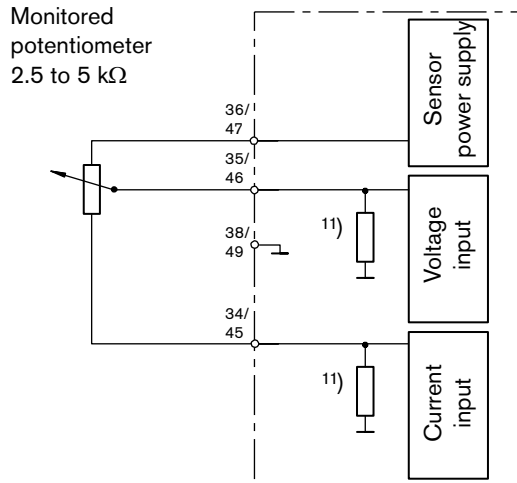 Monitored
potentiometer
2.5 to 5 kΩ
Sensor
power supply
36/
47
35/
46
11)
Voltage
input
38/
49
34/
45
11)
Current
input